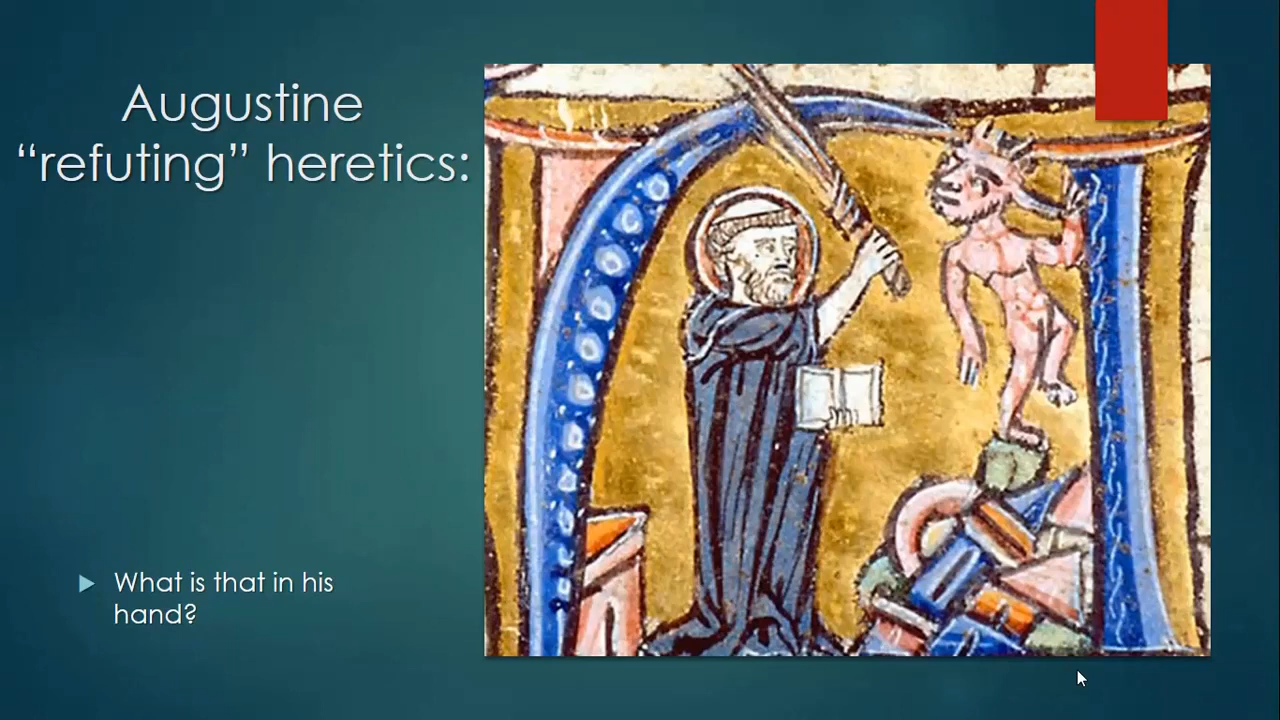 Augustine
“refuting” heretics:
What is that in his
hand?